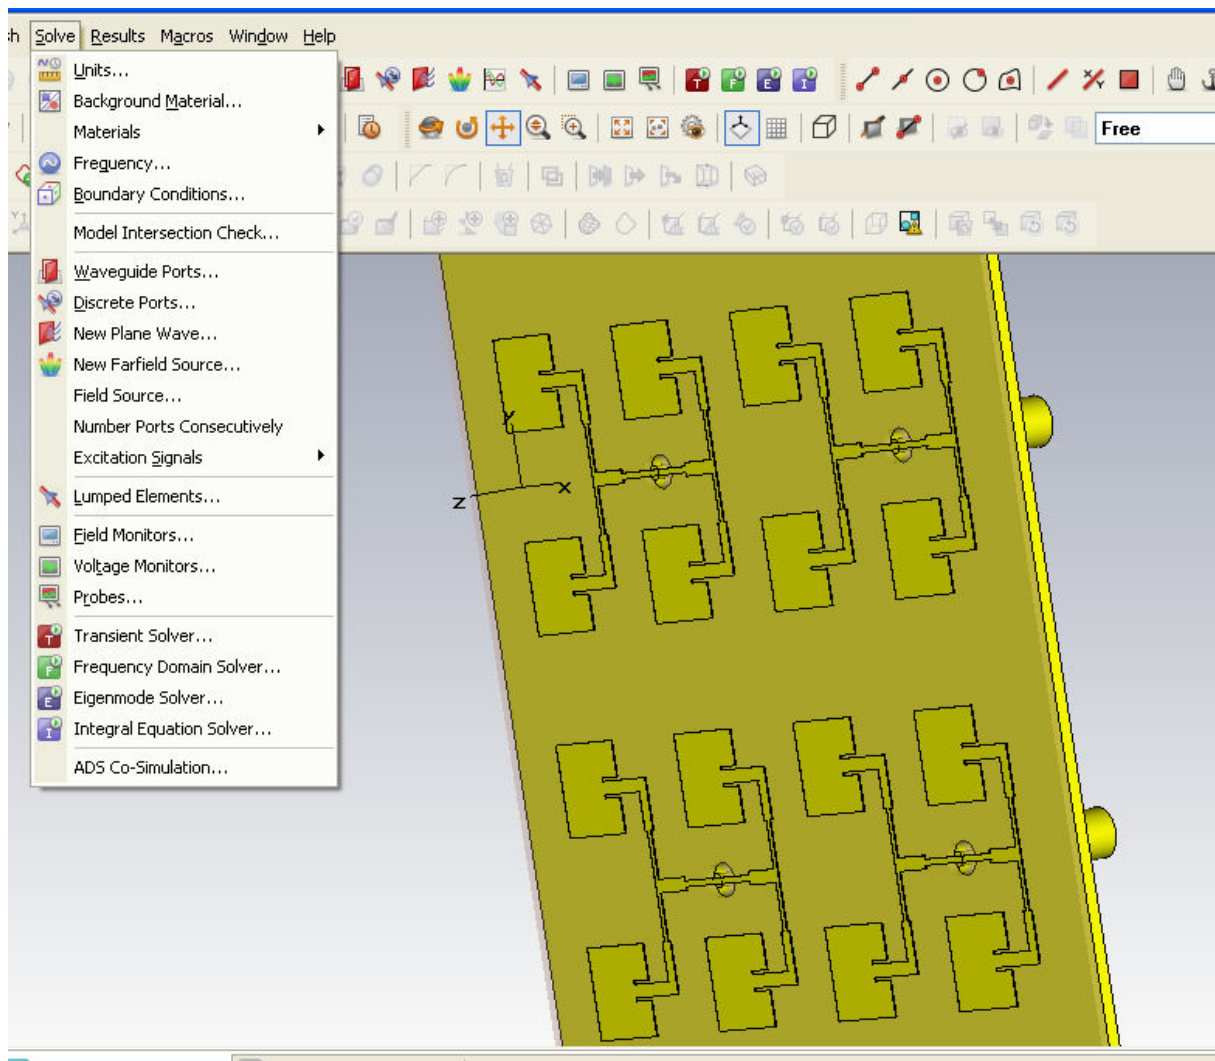 h Solve Results Macros Window Help
Units...
Background Material...
Materials
Free
Frequency...
Boundary Conditions...
Model Intersection Check...
Waveguide Ports...
Discrete Ports...
New Plane Wave...
New Farfield Source...
Field Source...
Number Ports Consecutively
Excitation Signals
Lumped Elements...
Field Monitors...
Voltage Monitors...
Probes...
Transient Solver...
Frequency Domain Solver...
Eigenmode Solver...
Integral Equation Solver...
ADS Co-Simulation...
Y
X
Z